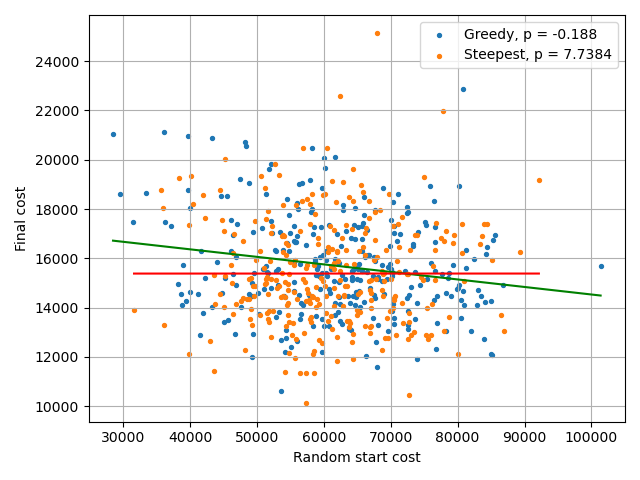 Greedy, p = -0.188
Steepest, p = 7.7384
24000
22000
20000
18000
16000
14000
12000
10000
Final cost
30000 40000 50000 60000 70000 80000 90000 100000
Random start cost